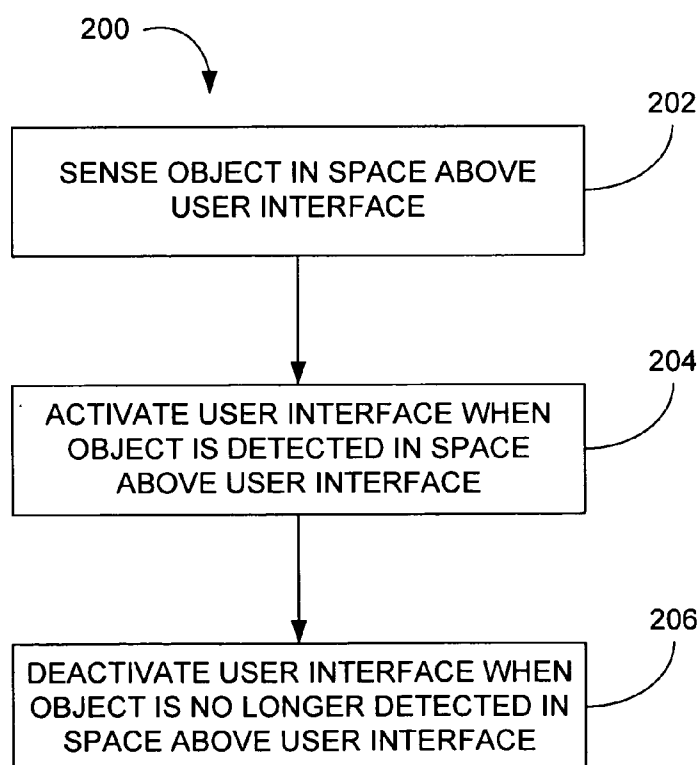 200
202
SENSE OBJECT IN SPACE ABOVE
USER INTERFACE
204
ACTIVATE USER INTERFACE WHEN
OBJECT IS DETECTED IN SPACE
ABOVE USER INTERFACE
206
DEACTIVATE USER INTERFACE WHEN
OBJECT IS NO LONGER DETECTED IN
SPACE ABOVE USER INTERFACE